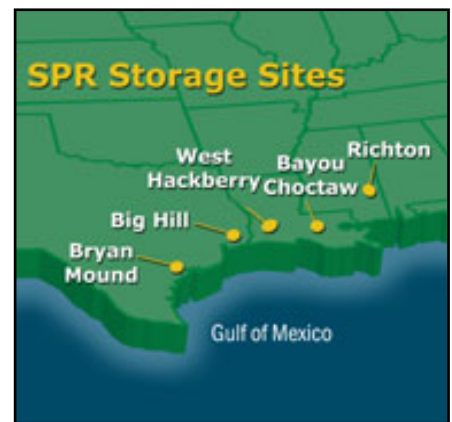 SPR Storage Sites
West
Hackberry
Bayou
Choctaw
Richton
Big Hill
Bryan
Mound
Gulf of Mexico